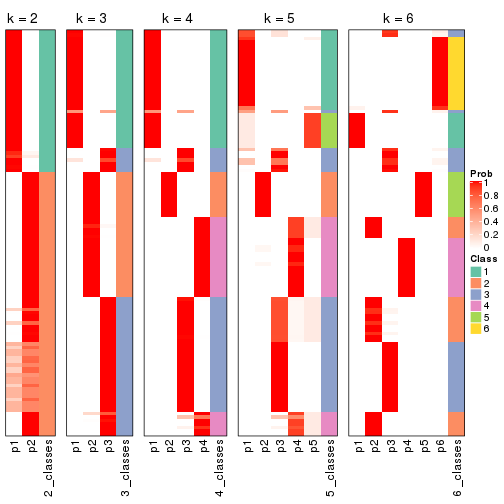 k = 2
k = 3
k = 4
k = 5
k = 6
Prob
1
0.8
0.6
0.4
0.2
0
Class
1
2
3
4
5
6
p1
p2
2_classes
p1
p2
p3
3_classes
p1
p2
p3
p4
4_classes
p1
p2
p3
p4
p5
5_classes
p1
p2
p3
p4
p5
p6
6_classes